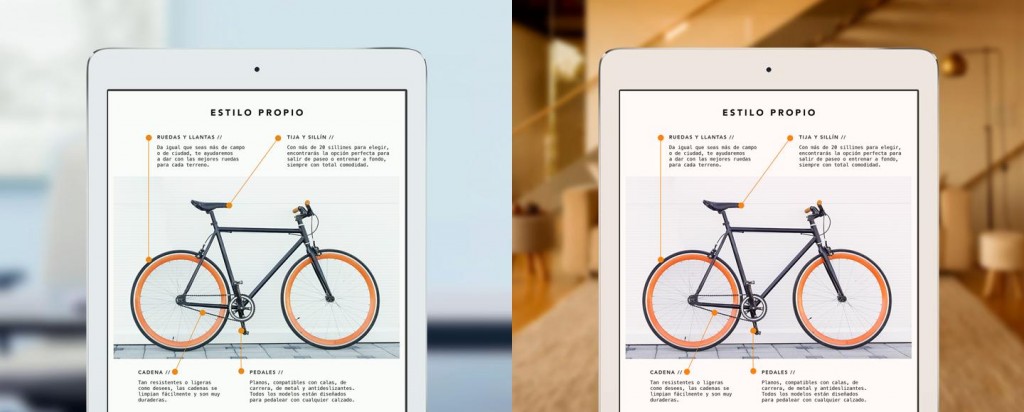 ESTILO PROPIO
RUEDAS Y LLANTAS //
Da igual que seas más de campo
o de ciudad, te ayudaremos
a dar con las mejores ruedas
para cada terreno.
TIJA Y SILLÍN //
Con más de 20 sillines para elegir,
encontrarás la opción perfecta para
salir de paseo o entrenar a fondo,
siempre con total comodidad.
CADENA //
Tan resistentes o ligeras
como desees, las cadenas se
limpian fácilmente y son muy
duraderas.
PEDALES //
Planos, compatibles con calas, de
carrera, de metal y antideslizantes.
Todos los modelos están diseñados
para pedalear con cualquier calzado.
ESTILO PROPIO
RUEDAS Y LLANTAS //
Da igual que seas más de campo
o de ciudad, te ayudaremos
a dar con las mejores ruedas
para cada terreno.
TIJA Y SILLÍN //
Con más de 20 sillines para elegir,
encontrarás la opción perfecta para
salir de paseo o entrenar a fondo,
siempre con total comodidad.
CADENA //
Tan resistentes o ligeras
como desees, las cadenas se
limpian fácilmente y son muy
duraderas.
PEDALES //
Planos, compatibles con calas, de
carrera, de metal y antideslizantes.
Todos los modelos están diseñados
para pedalear con cualquier calzado.